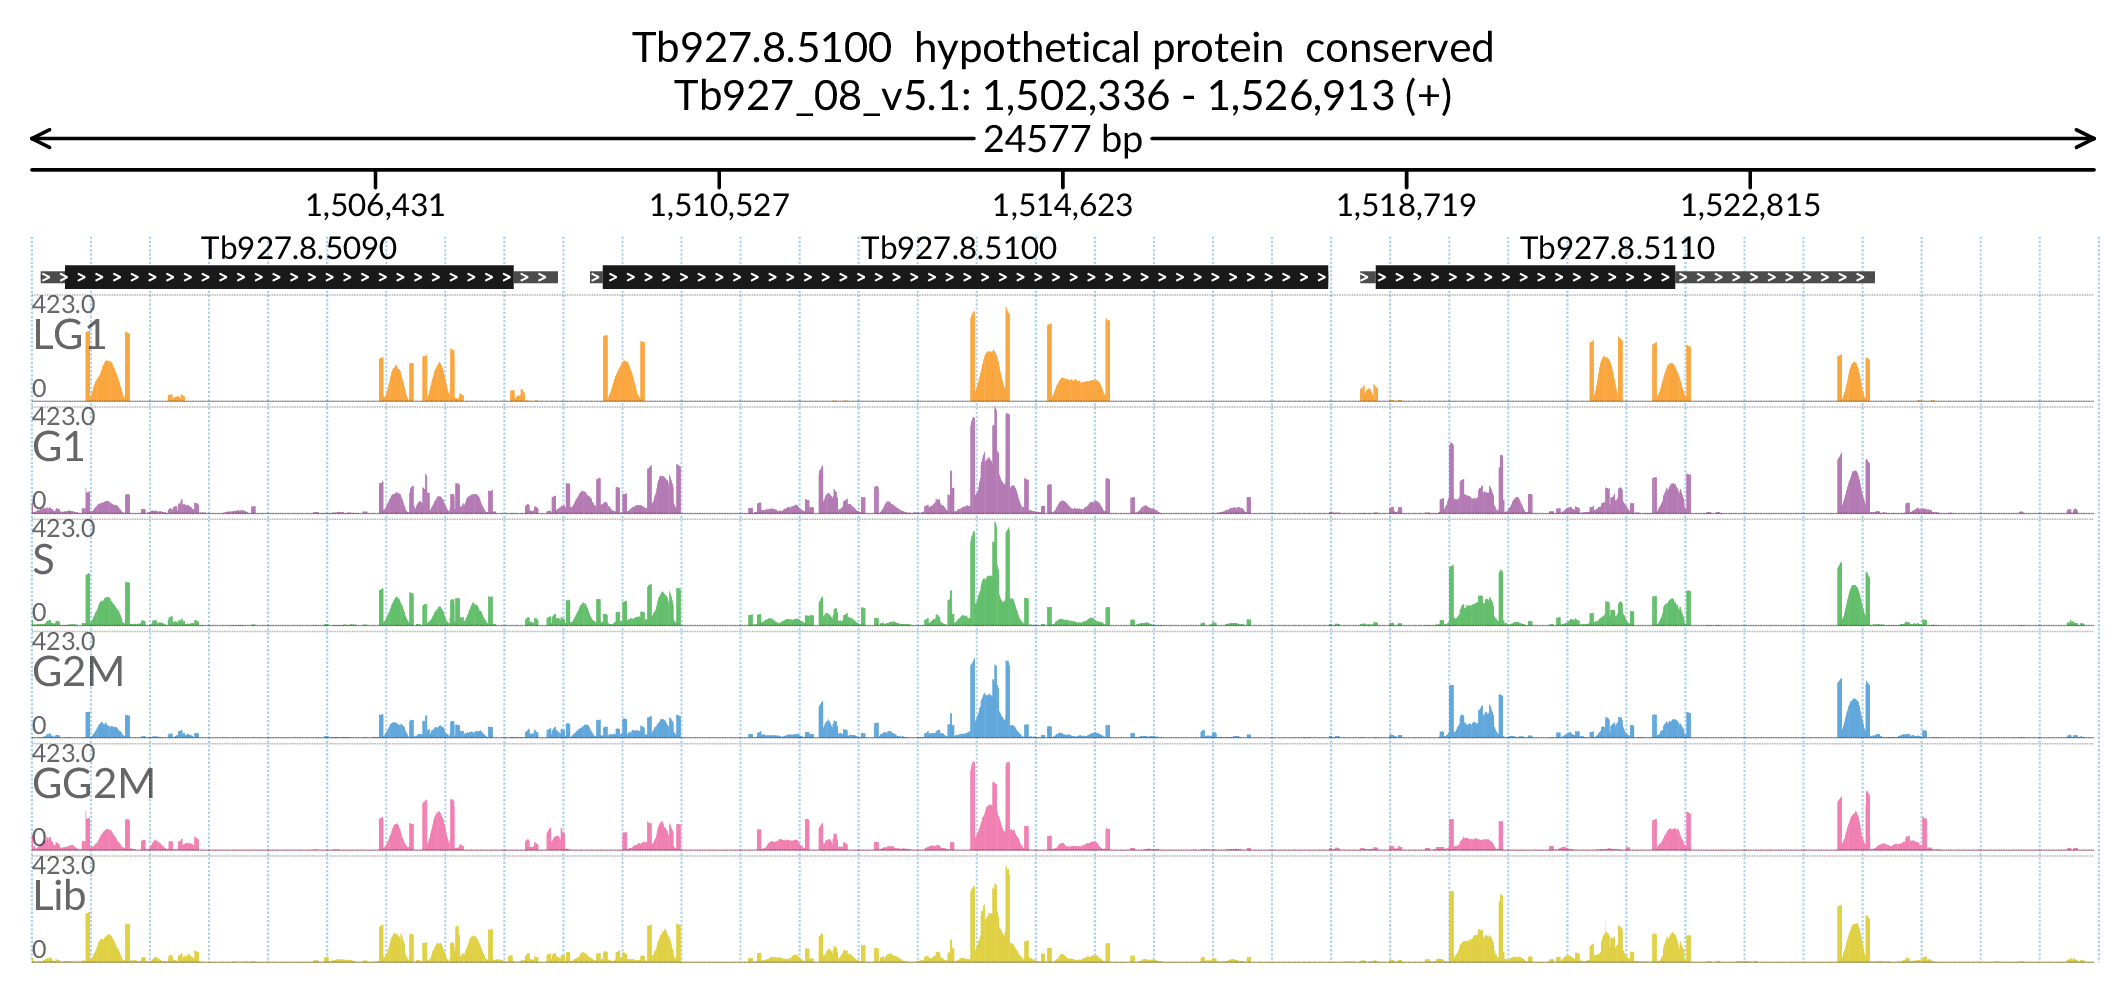 Tb927.8.5100  hypothetical protein  conserved
Tb927_08_v5.1: 1,502,336 - 1,526,913 (+)
24577 bp
1,506,431 1,510,527 1,514,623 1,518,719 1,522,815
Tb927.8.5090 Tb927.8.5100 Tb927.8.5110
423.0
LG1
0
423.0
G1
0
423.0
S
0
423.0
G2M
0
423.0
GG2M
0
423.0
Lib
0